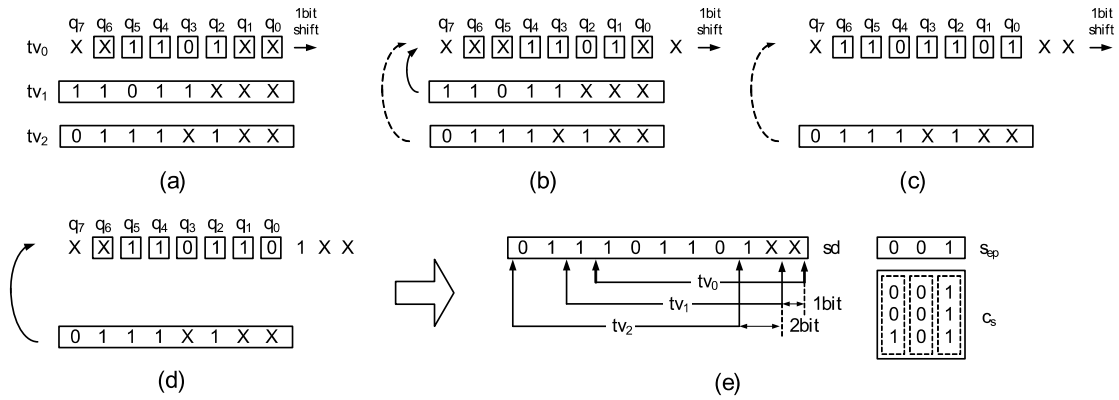 q7 q6 q5 q4 q3 q2 q1 q0 1bit shift
tv0 X X 1 1 0 1 X X
tv1 1 1 0 1 1 X X X
tv2 0 1 1 1 X 1 X X
(a)
q7 q6 q5 q4 q3 q2 q1 q0 1bit shift
X X X 1 1 0 1 X X
1 1 0 1 1 X X X
0 1 1 1 X 1 X X
(b)
q7 q6 q5 q4 q3 q2 q1 q0 1bit shift
X 1 1 0 1 1 0 1 X X
0 1 1 1 X 1 X X
(c)
q7 q6 q5 q4 q3 q2 q1 q0
X X 1 1 0 1 1 0 1 X X
0 1 1 1 X 1 X X
(d)
0 1 1 1 0 1 1 0 1 X X sd
tv0
tv1 1bit
tv2 2bit
0 0 1 sep
0 0 1
0 0 1 cs
1 0 1
(e)